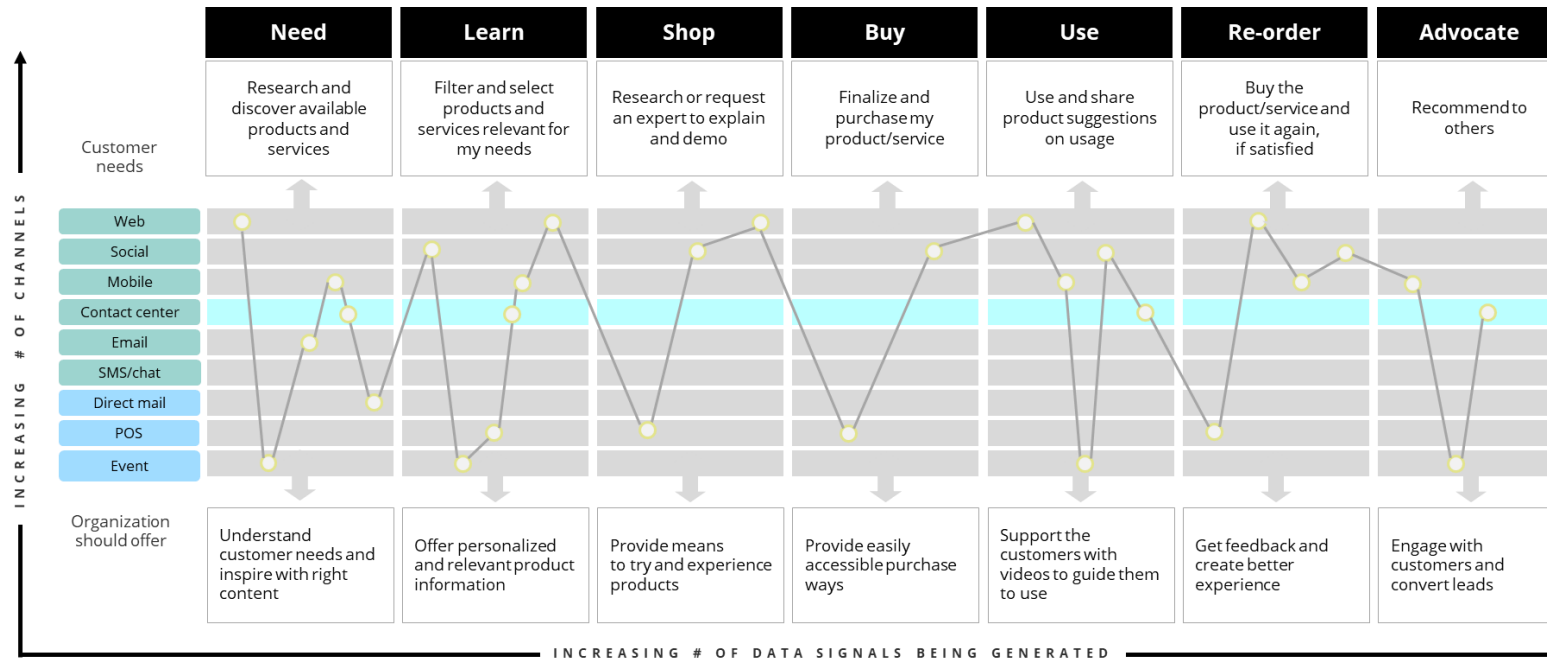 Need
Learn
Shop
Buy
Use
Re-order
Advocate
Customer
needs
Research and
discover available
products and
services
Filter and select
products and
services relevant for
my needs
Research or request
an expert to explain
and demo
Finalize and
purchase my
product/service
Use and share
product suggestions
on usage
Buy the
product/service and
use it again,
if satisfied
Recommend to
others
INCREASING # OF CHANNELS
Web
Social
Mobile
Contact center
Email
SMS/chat
Direct mail
POS
Event
Organization
should offer
Understand
customer needs and
inspire with right
content
Offer personalized
and relevant product
information
Provide means
to try and experience
products
Provide easily
accessible purchase
ways
Support the
customers with
videos to guide them
to use
Get feedback and
create better
experience
Engage with
customers and
convert leads
INCREASING # OF DATA SIGNALS BEING GENERATED